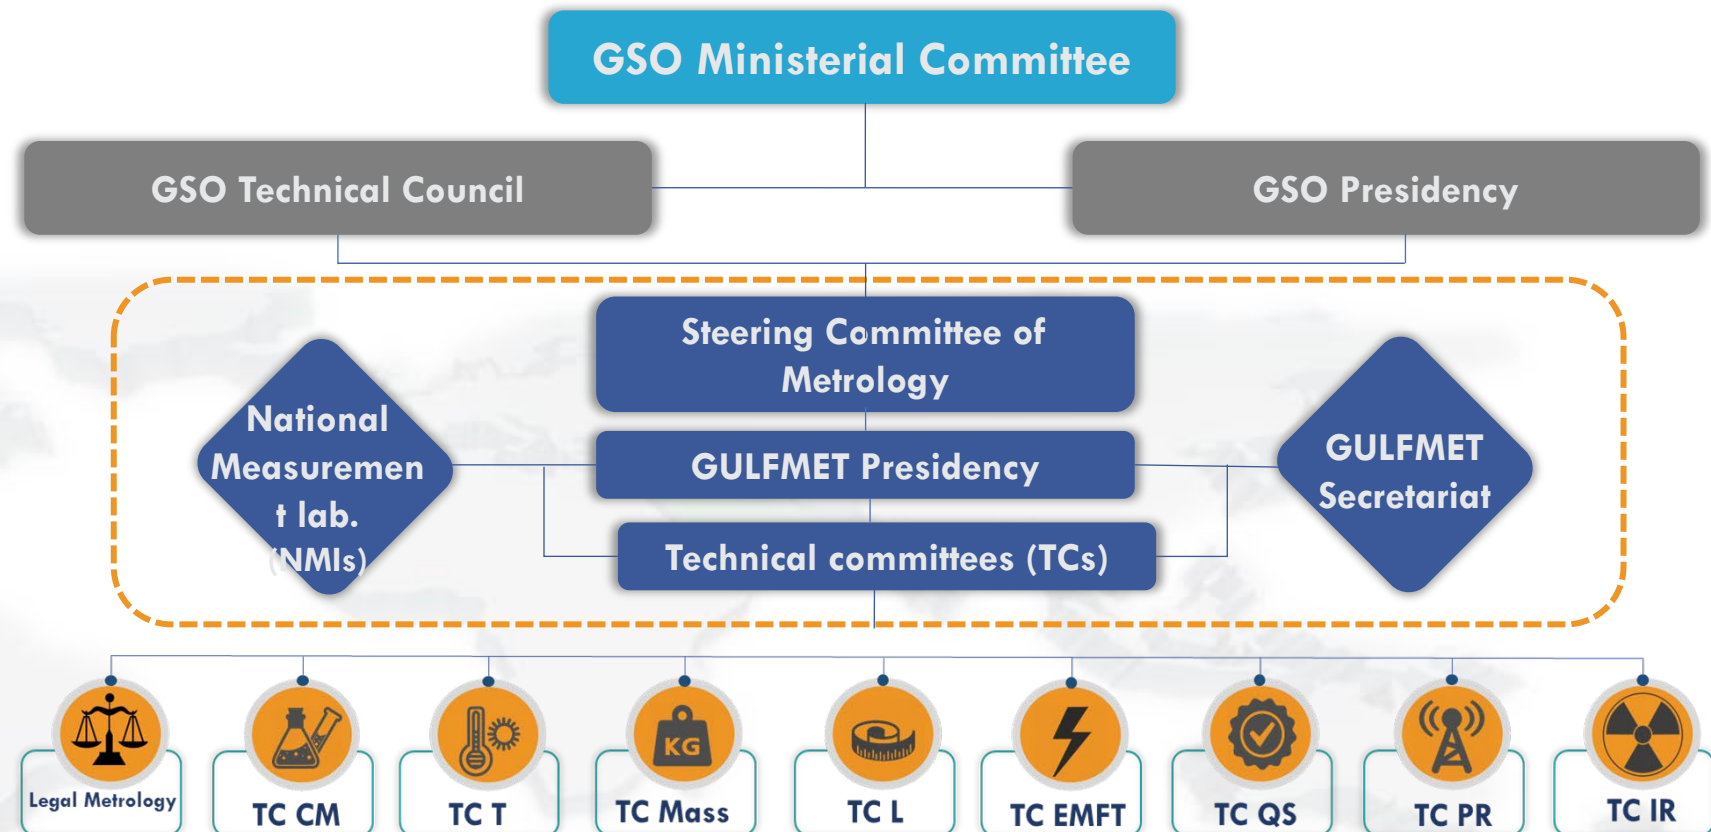 GSO Ministerial Committee
GSO Technical Council
GSO Presidency
Steering Committee of
Metrology
National
Measuremen
t lab.
(NMIs)
GULFMET Presidency
GULFMET
Secretariat
Technical committees (TCs)
KG
Legal Metrology
TC CM
TC T
TC Mass
TC L
TC EMFT
TC QS
TC PR
TC IR